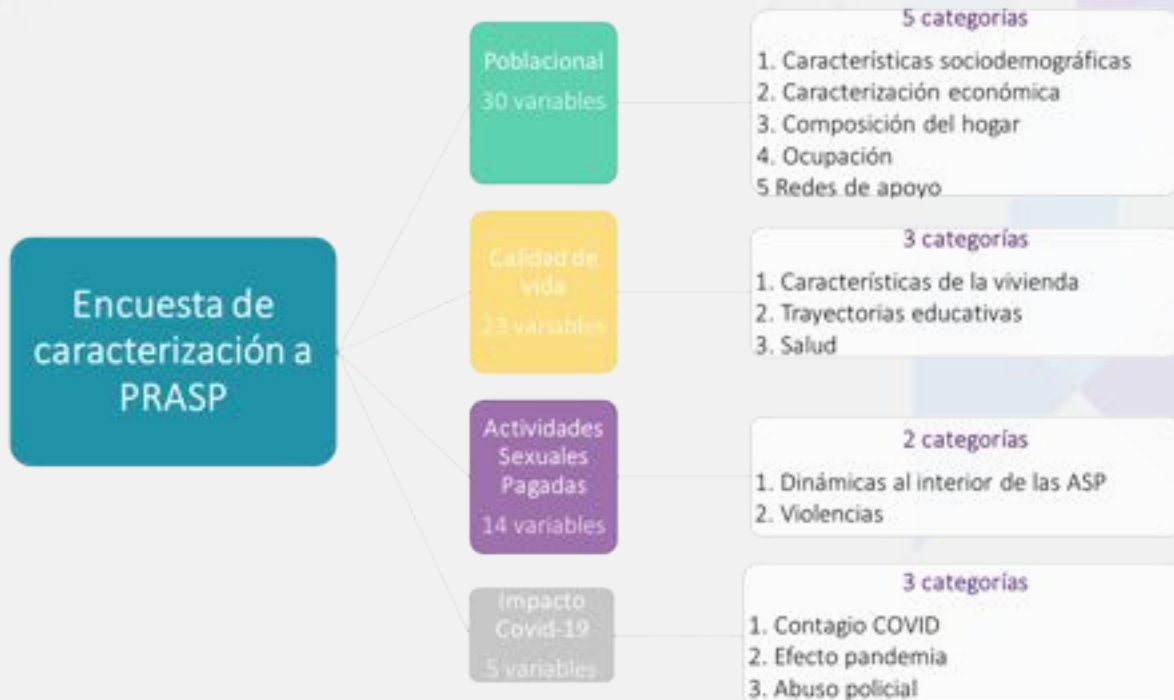 Encuesta de
caracterización a
PRASP
Poblacional
30 variables
5 categorías
1. Características sociodemográficas
2. Caracterización económica
3. Composición del hogar
4. Ocupación
5 Redes de apoyo
Calidad de
vida
23 variables
3 categorías
1. Características de la vivienda
2. Trayectorias educativas
3. Salud
Actividades
Sexuales
Pagadas
14 variables
2 categorías
1. Dinámicas al interior de las ASP
2. Violencias
Impacto
Covid-19
5 variables
3 categorías
1. Contagio COVID
2. Efecto pandemia
3. Abuso policial